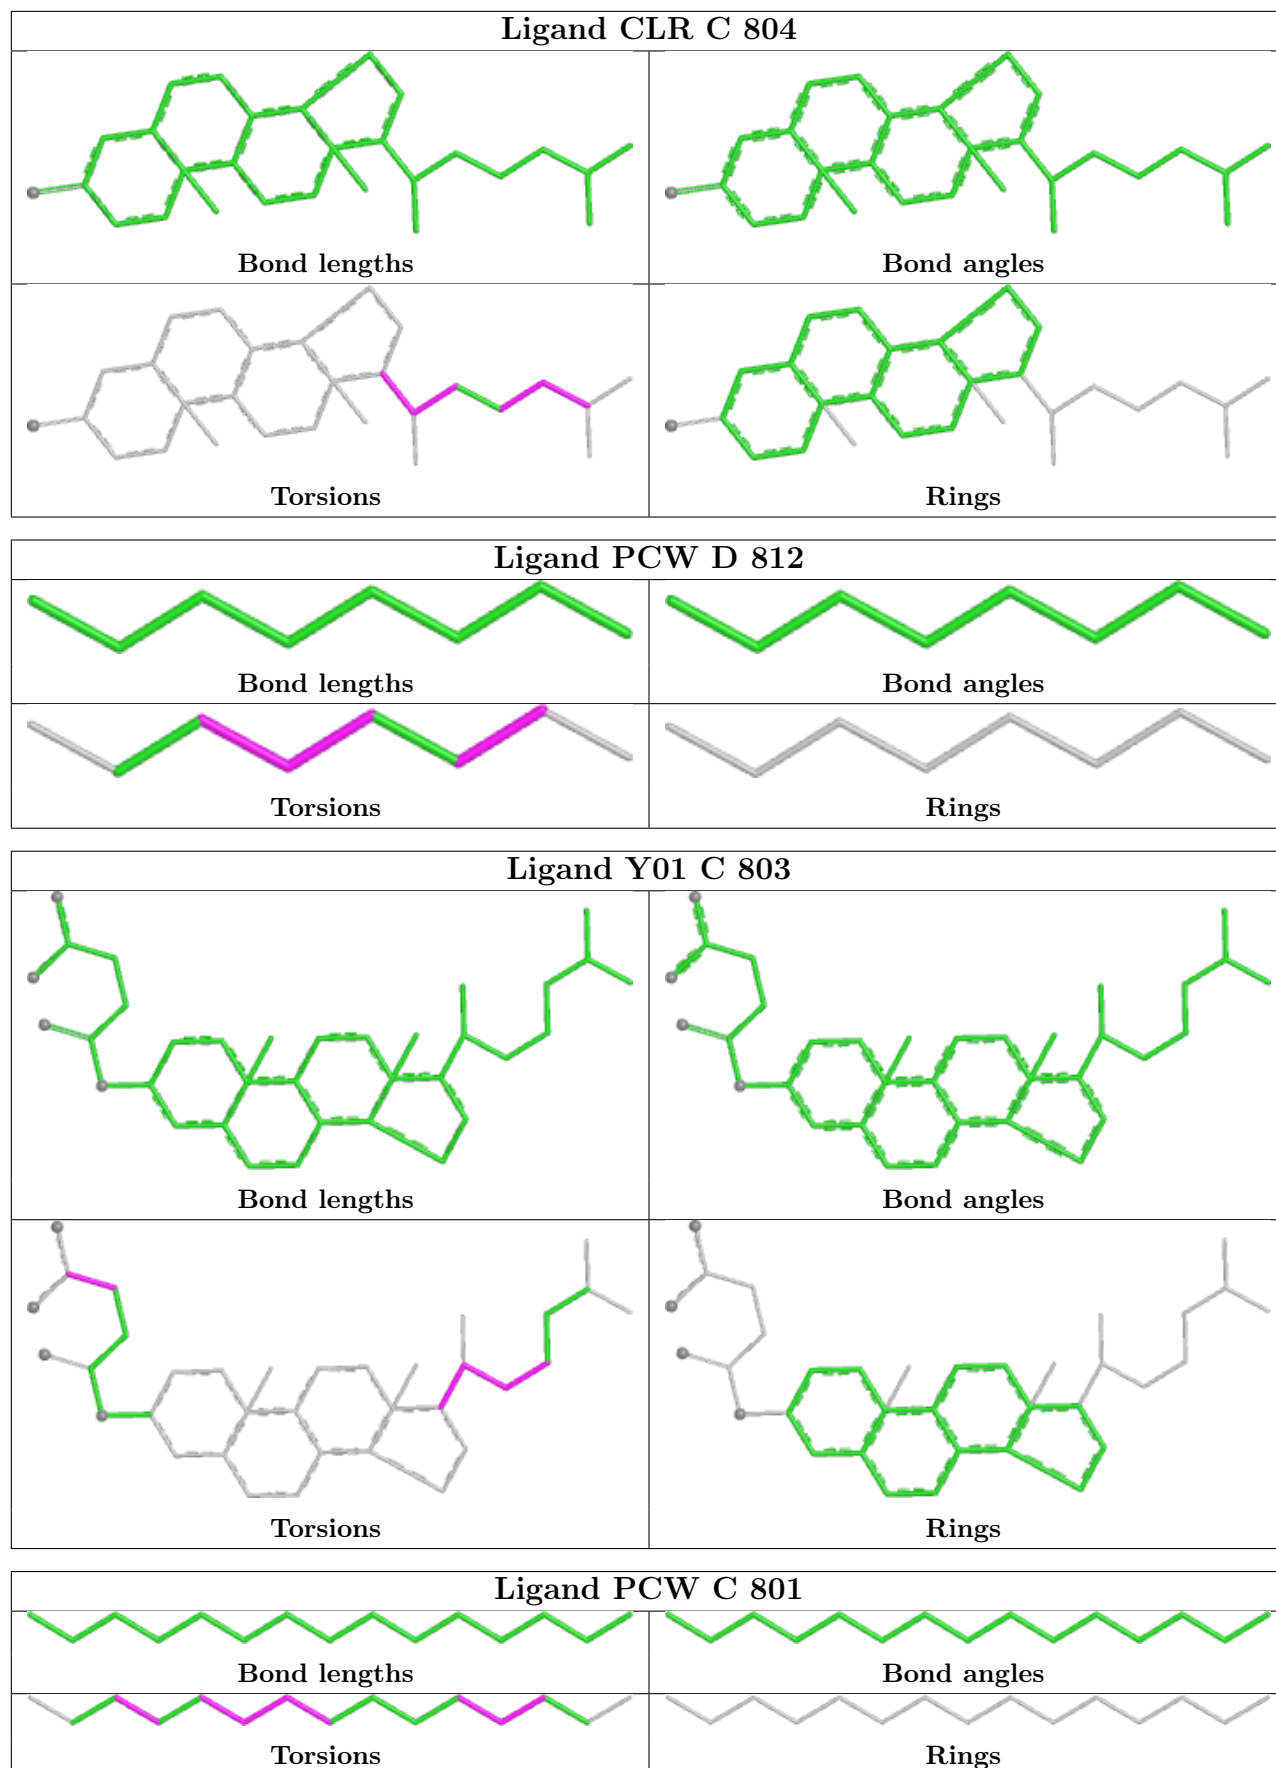 Ligand CLR C 804
Bond lengths Bond angles
Torsions Rings
Ligand PCW D 812
Bond lengths Bond angles
Torsions Rings
Ligand Y01 C 803
Bond lengths Bond angles
Torsions Rings
Ligand PCW C 801
Bond lengths Bond angles
Torsions Rings